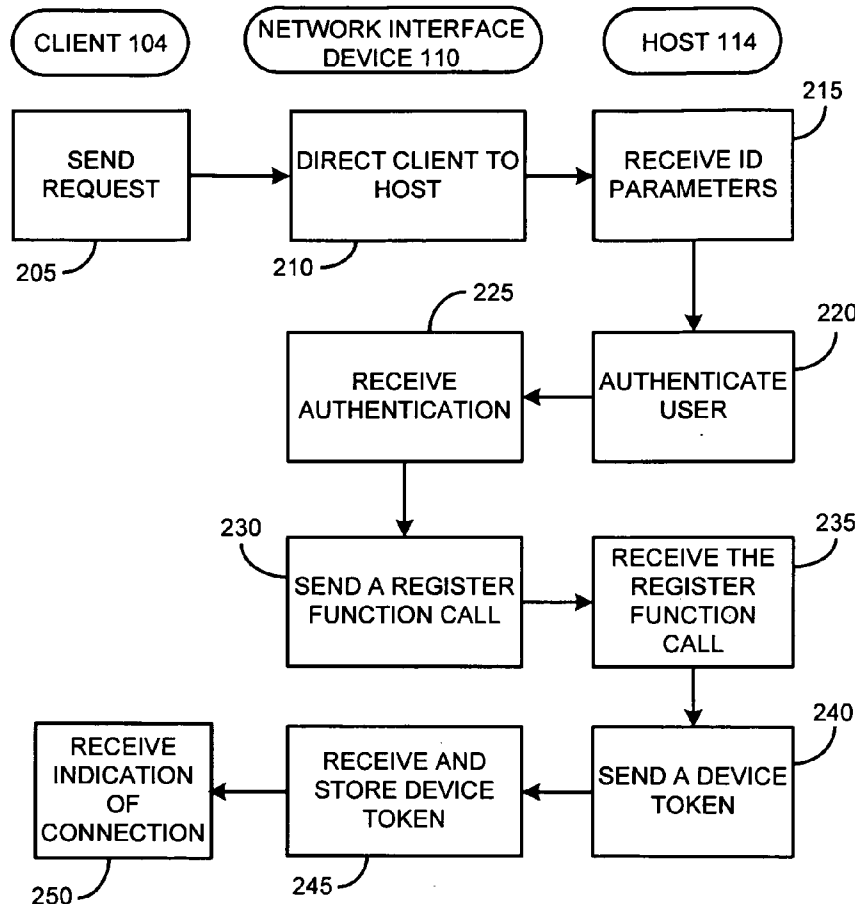 CLIENT 104
NETWORK INTERFACE
DEVICE 110
HOST 114
SEND
REQUEST
205
DIRECT CLIENT TO
HOST
210
RECEIVE ID
PARAMETERS
215
225
RECEIVE
AUTHENTICATION
220
AUTHENTICATE
USER
230
SEND A REGISTER
FUNCTION CALL
235
RECEIVE THE
REGISTER
FUNCTION
CALL
RECEIVE
INDICATION
OF
CONNECTION
250
RECEIVE AND
STORE DEVICE
TOKEN
245
240
SEND A DEVICE
TOKEN